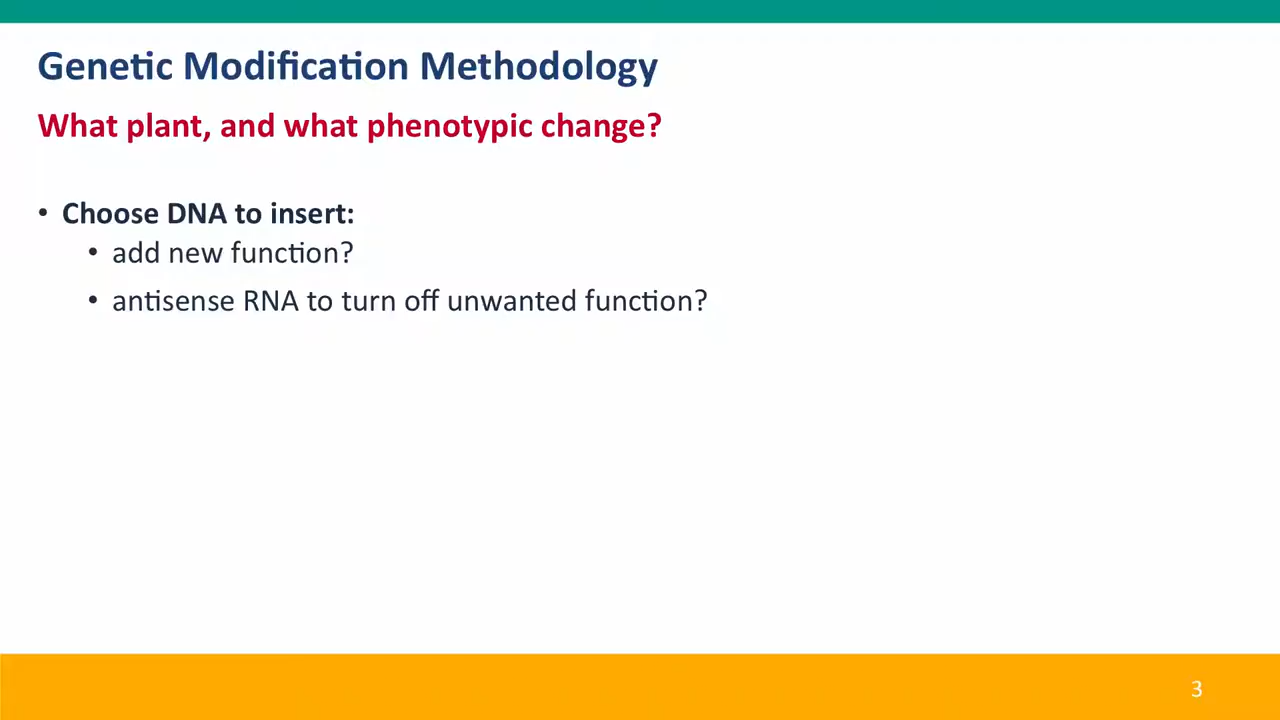 Genetic Modification Methodology
What plant, and what phenotypic change?
• Choose DNA to insert:
• add new function?
• antisense RNA to turn off unwanted function?
3